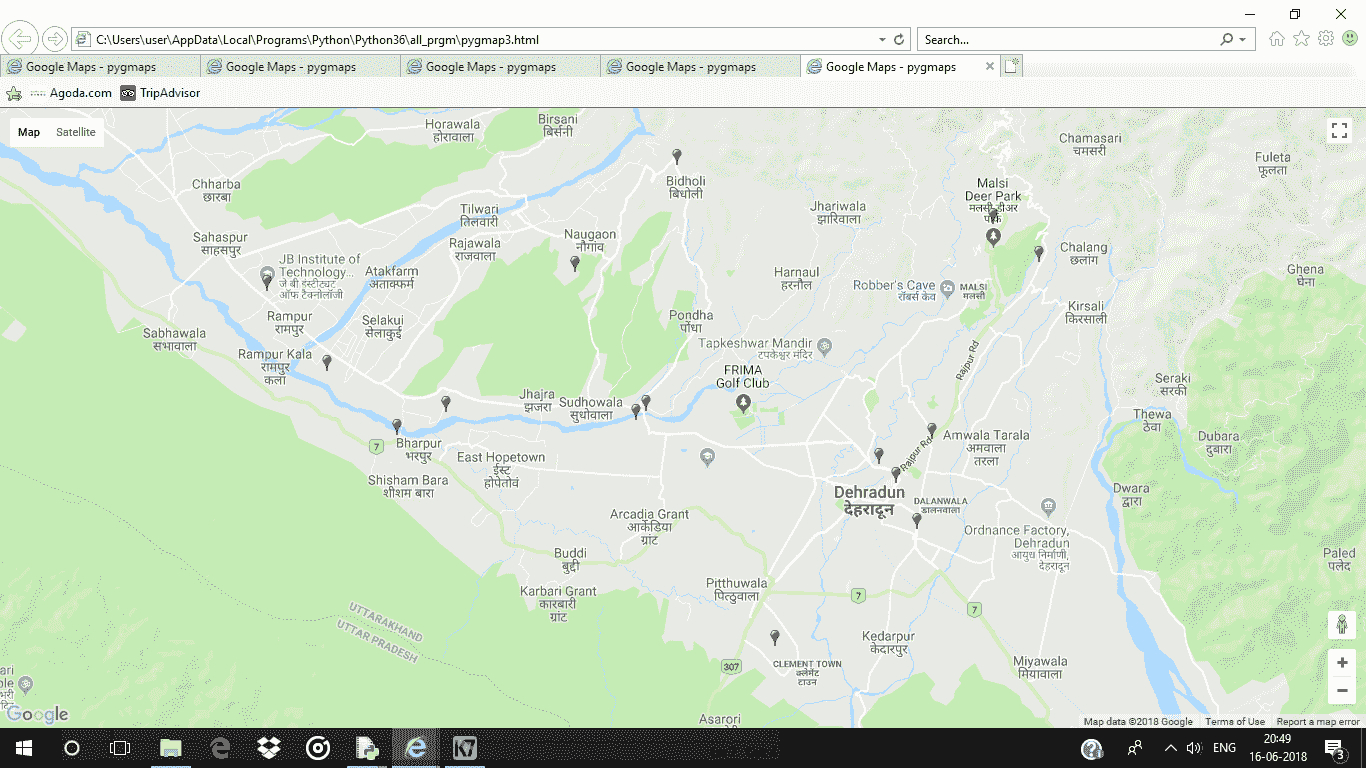 C:\Users\user\AppData\Local\Programs\Python\Python36\all_prgm\pygmap3.html
Search...
Google Maps - pygmaps
Google Maps - pygmaps
Google Maps - pygmaps
Google Maps - pygmaps
Google Maps - pygmaps
Agoda.com
TripAdvisor
Map
Satellite
Horawala
होरावाला
Birsani
बिर्सनी
Chamasari
चमसरी
Fuleta
फूलता
Chharba
छारबा
Bidholi
बिधोली
Malsi
Deer Park
मलसी डीअर
पार्क
Tilwari
तिलवारी
Jhariwala
झारिवाला
Sahaspur
साहसपुर
Naugaon
नौगांव
Rajawala
राजवाला
Chalang
छलांग
JB Institute of
Technology...
जे बी इंस्टीट्यूट
ऑफ टैक्नोलॉजी
Atakfarm
अताक्फार्म
Harnaul
हरनौल
Ghena
घेना
Robber's Cave
रॉबर्स केव
MALSI
मलसी
Kirsali
किरसाली
Rampur
रामपुर
Selakui
सेलाकुई
Pondha
पोंधा
Sabhawala
सभावाला
Tapkeshwar Mandir
टपकेश्वर मंदिर
Rajpur Rd
Rampur Kala
रामपुर
कला
FRIMA
Golf Club
Seraki
सरकी
Jhajra
झजरा
Sudhowala
सुधोवाला
Thewa
ठेवा
7
Bharpur
भरपुर
Rajpur Rd
Amwala Tarala
अमवाला
तरला
Dubara
दुबारा
East Hopetown
ईस्ट
होपेतोवं
Shisham Bara
शीशम बारा
Dehradun
देहरादून
DALANWALA
डालनवाला
Dwara
द्वारा
Arcadia Grant
आर्केडिया
ग्रांट
Ordnance Factory,
Dehradun
आयुध निर्माणी,
देहरादून
Buddi
बुद्दी
Paled
पलेद
Karbari Grant
कारबारी
ग्रांट
Pitthuwala
पित्ठुवाला
7
7
UTTARAKHAND
UTTAR PRADESH
Kedarpur
केदारपुर
307
CLEMENT TOWN
क्लेमेंट
टाउन
Miyawala
मियावाला
Asarori
Google
Map data ©2018 Google
Terms of Use
Report a map error
ENG
20:49
16-06-2018
3